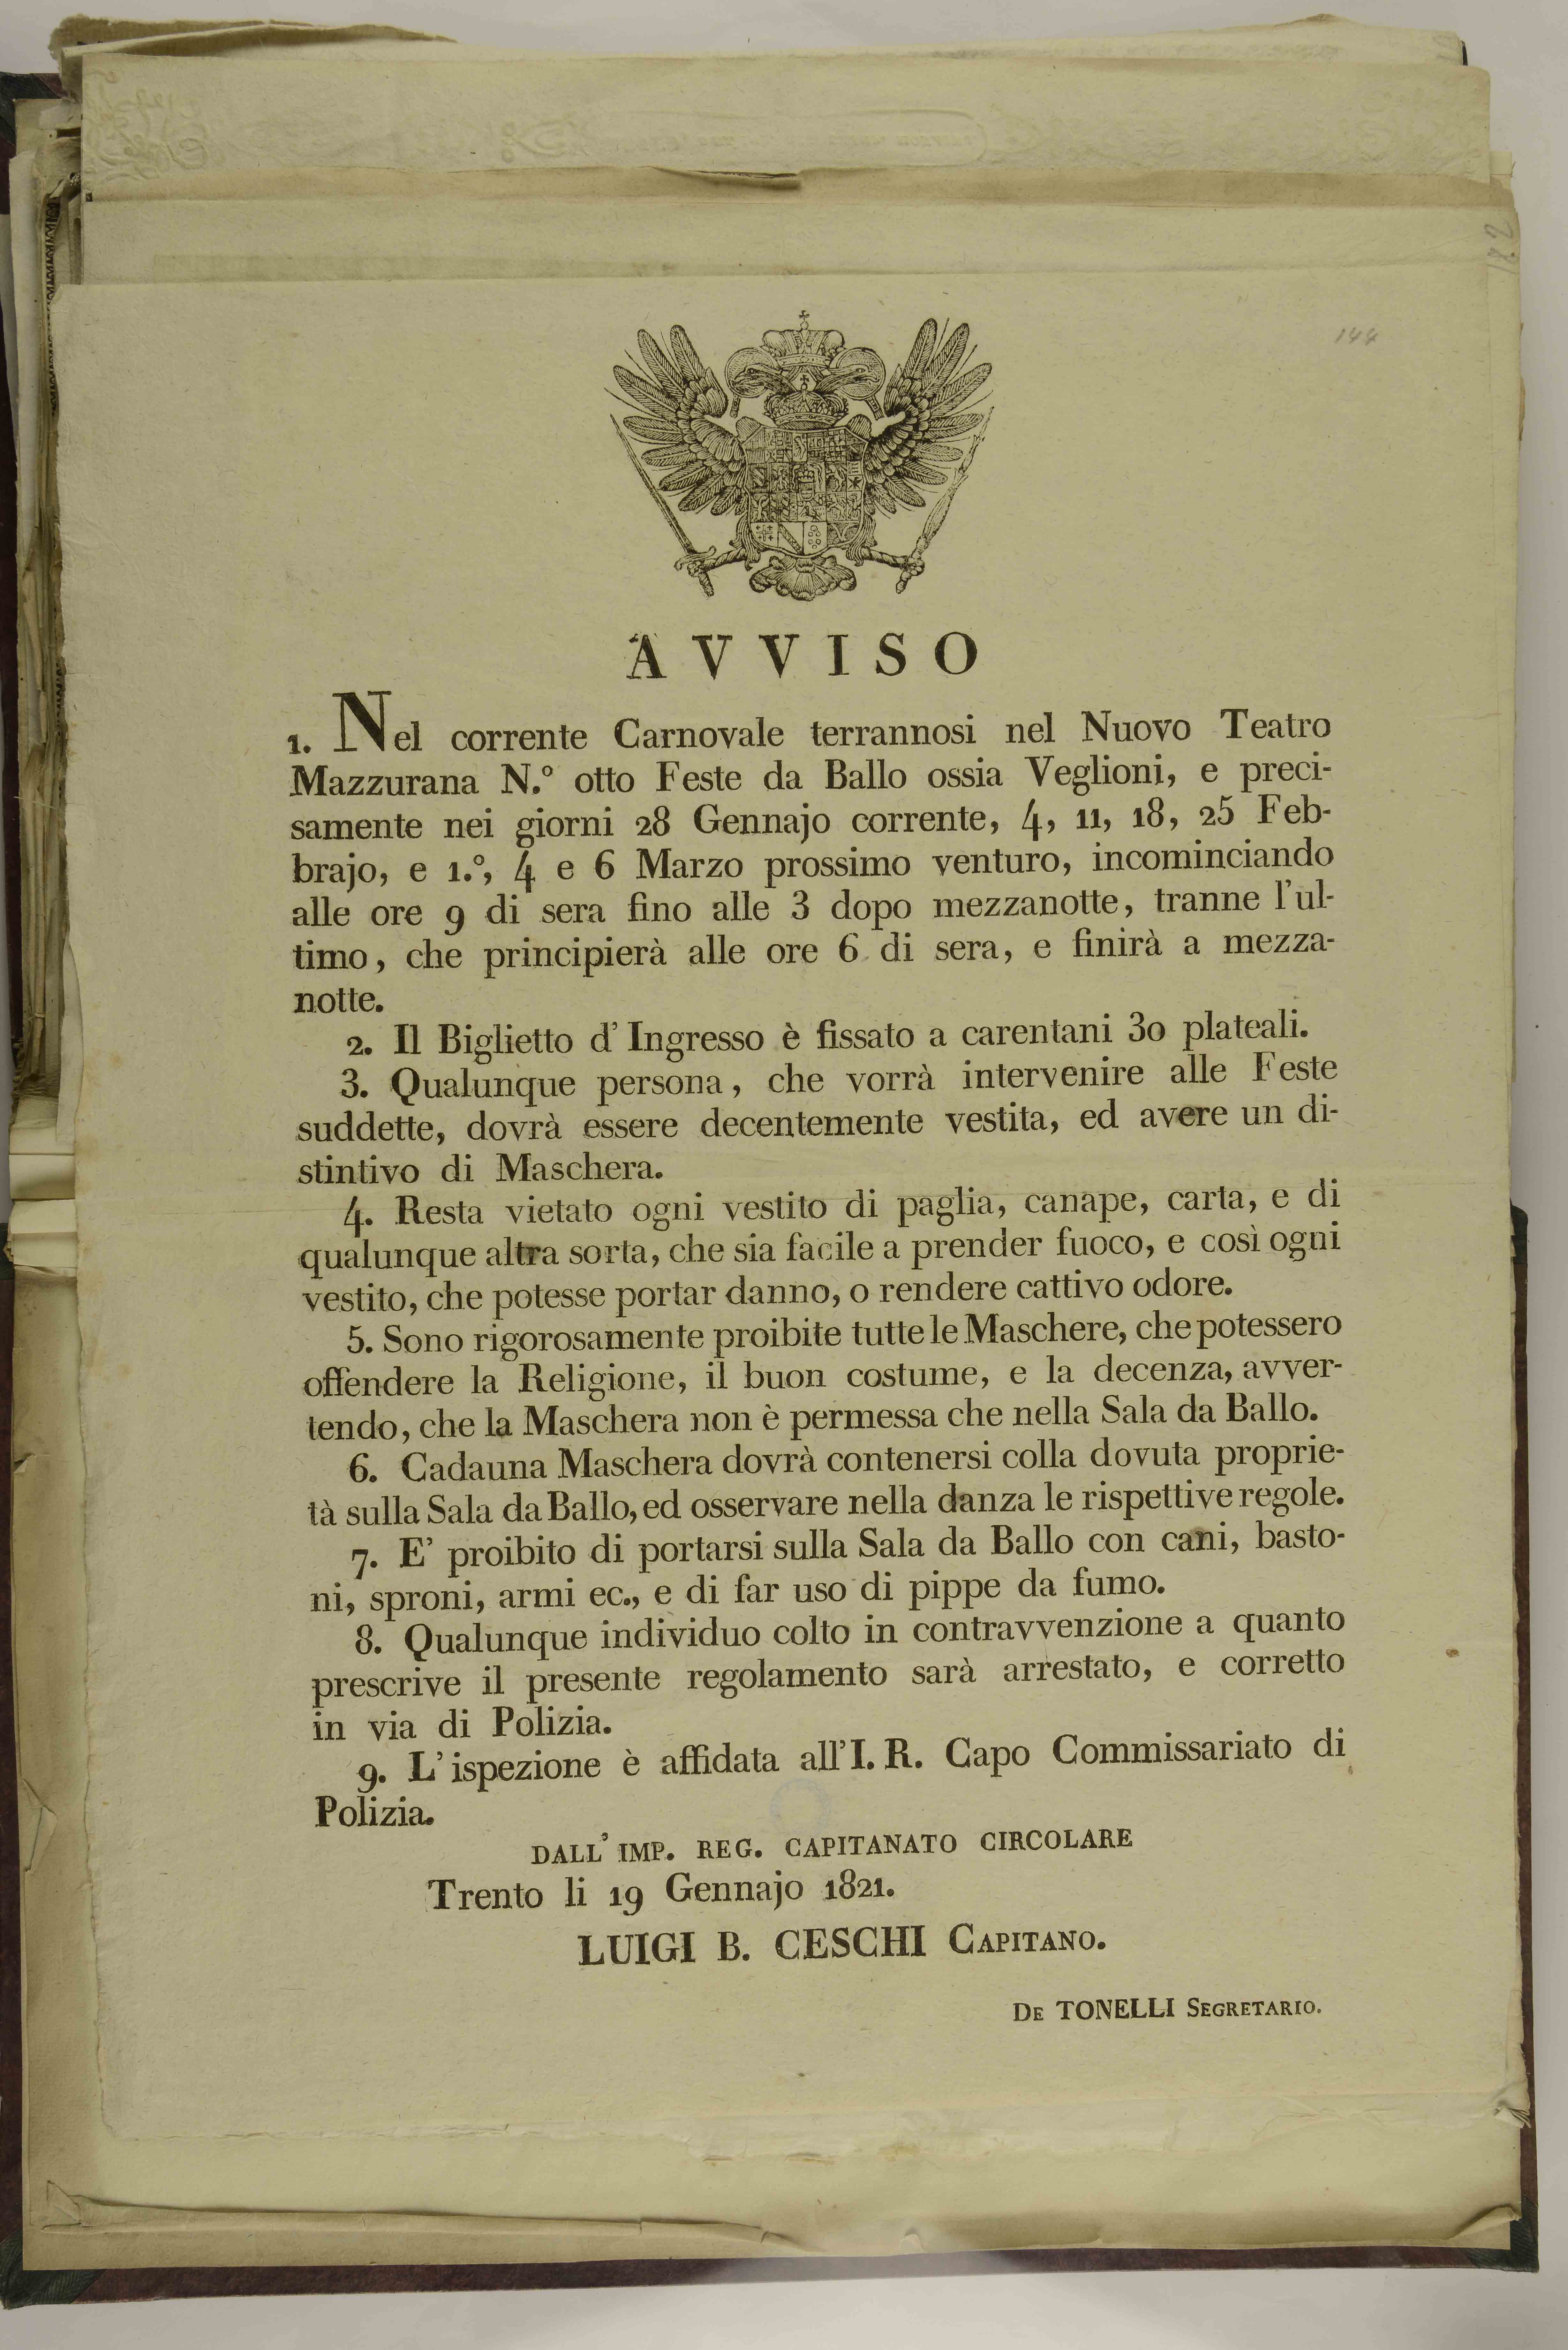 182
144
AVVISO
1. Nel corrente Carnovale terrannosi nel Nuovo Teatro
Mazzurana N.º otto Feste da Ballo ossia Veglioni, e preci-
samente nei giorni 28 Gennajo corrente, 4, 11, 18, 25 Feb-
brajo, e 1.º, 4 e 6 Marzo prossimo venturo, incominciando
alle ore 9 di sera fino alle 3 dopo mezzanotte, tranne l'ul-
timo, che principierà alle ore 6 di sera, e finirà a mezza-
notte.
2. Il Biglietto d'Ingresso è fissato a carentani 30 plateali.
3. Qualunque persona, che vorrà intervenire alle Feste
suddette, dovrà essere decentemente vestita, ed avere un di-
stintivo di Maschera.
4. Resta vietato ogni vestito di paglia, canape, carta, e di
qualunque altra sorta, che sia facile a prender fuoco, e così ogni
vestito, che potesse portar danno, o rendere cattivo odore.
5. Sono rigorosamente proibite tutte le Maschere, che potessero
offendere la Religione, il buon costume, e la decenza, avver-
tendo, che la Maschera non è permessa che nella Sala da Ballo.
6. Cadauna Maschera dovrà contenersi colla dovuta proprie-
tà sulla Sala da Ballo, ed osservare nella danza le rispettive regole.
7. E' proibito di portarsi sulla Sala da Ballo con cani, basto-
ni, sproni, armi ec., e di far uso di pippe da fumo.
8. Qualunque individuo colto in contravvenzione a quanto
prescrive il presente regolamento sarà arrestato, e corretto
in via di Polizia.
9. L'ispezione è affidata all'I. R. Capo Commissariato di
Polizia.
DALL' IMP. REG. CAPITANATO CIRCOLARE
Trento li 19 Gennajo 1821.
LUIGI B. CESCHI CAPITANO.
DE TONELLI SEGRETARIO.